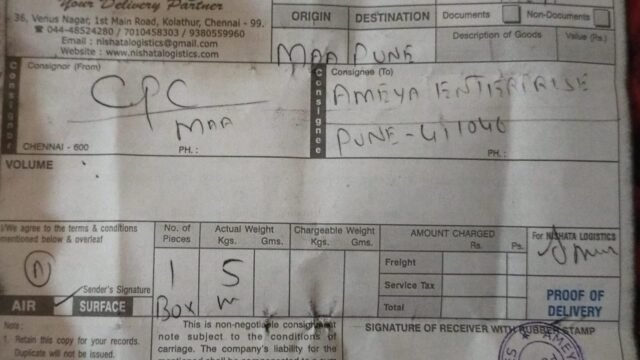 Your Delivery Partner
36, Venus Nagar, 1st Main Road, Kolathur, Chennai - 99.
☎ 044-48524280 / 7010458303 / 9380559960
Email : nishatalogistics@gmail.com
Website : www.nishatalogistics.com
ORIGIN
DESTINATION
Documents
Non-Documents
Description of Goods
Value (Rs.)
MAA PUNE
Consignor
Consignor (From)
CPC
MAA
CHENNAI - 600
PH. :
Consignee
Consignee (To)
AMEYA ENTERPRISE
PUNE - 411046
PH. :
VOLUME
I/We agree to the terms & conditions
mentioned below & overleaf
Sender's Signature
AIR
SURFACE
No. of Pieces
Actual Weight
Kgs. Gms.
Chargeable Weight
Kgs. Gms.
AMOUNT CHARGED
Rs. Ps.
For NISHATA LOGISTICS
1
Box
5
Freight
Service Tax
Total
PROOF OF
DELIVERY
Note :
1. Retain this copy for your records.
Duplicate will not be issued.
This is non-negotiable consignment
note subject to the conditions of
carriage. The company's liability for the
SIGNATURE OF RECEIVER WITH RUBBER STAMP
AMEY